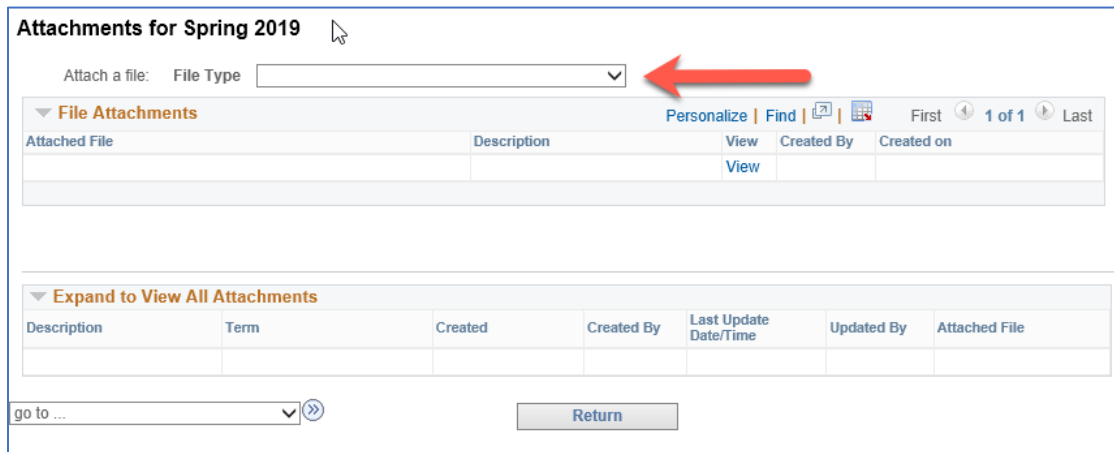 Attachments for Spring 2019
Attach a file: File Type
File Attachments Personalize | Find | | First 1 of 1 Last
Attached File Description View Created By Created on
View
Expand to View All Attachments
Description Term Created Created By Last Update Date/Time Updated By Attached File
go to ... Return